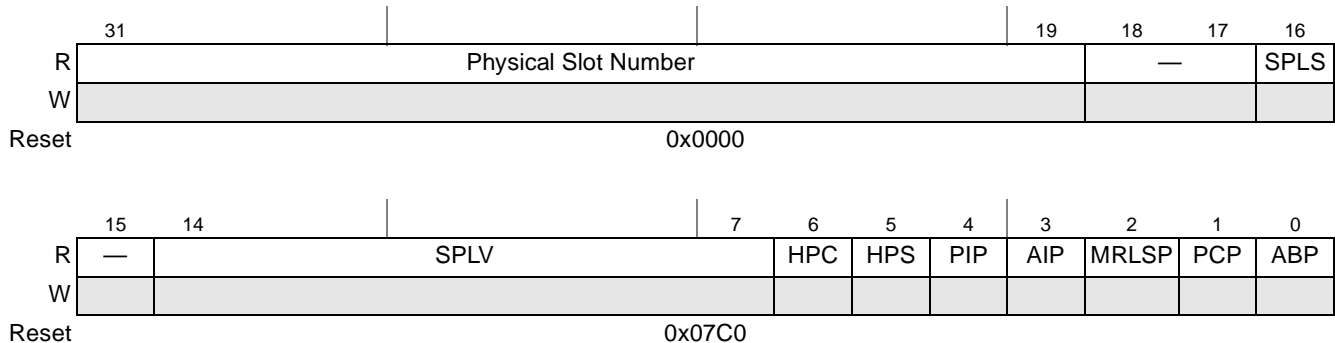 31 19 18 17 16
R Physical Slot Number — SPLS
W
Reset 0x0000
15 14 7 6 5 4 3 2 1 0
R — SPLV HPC HPS PIP AIP MRLSP PCP ABP
W
Reset 0x07C0